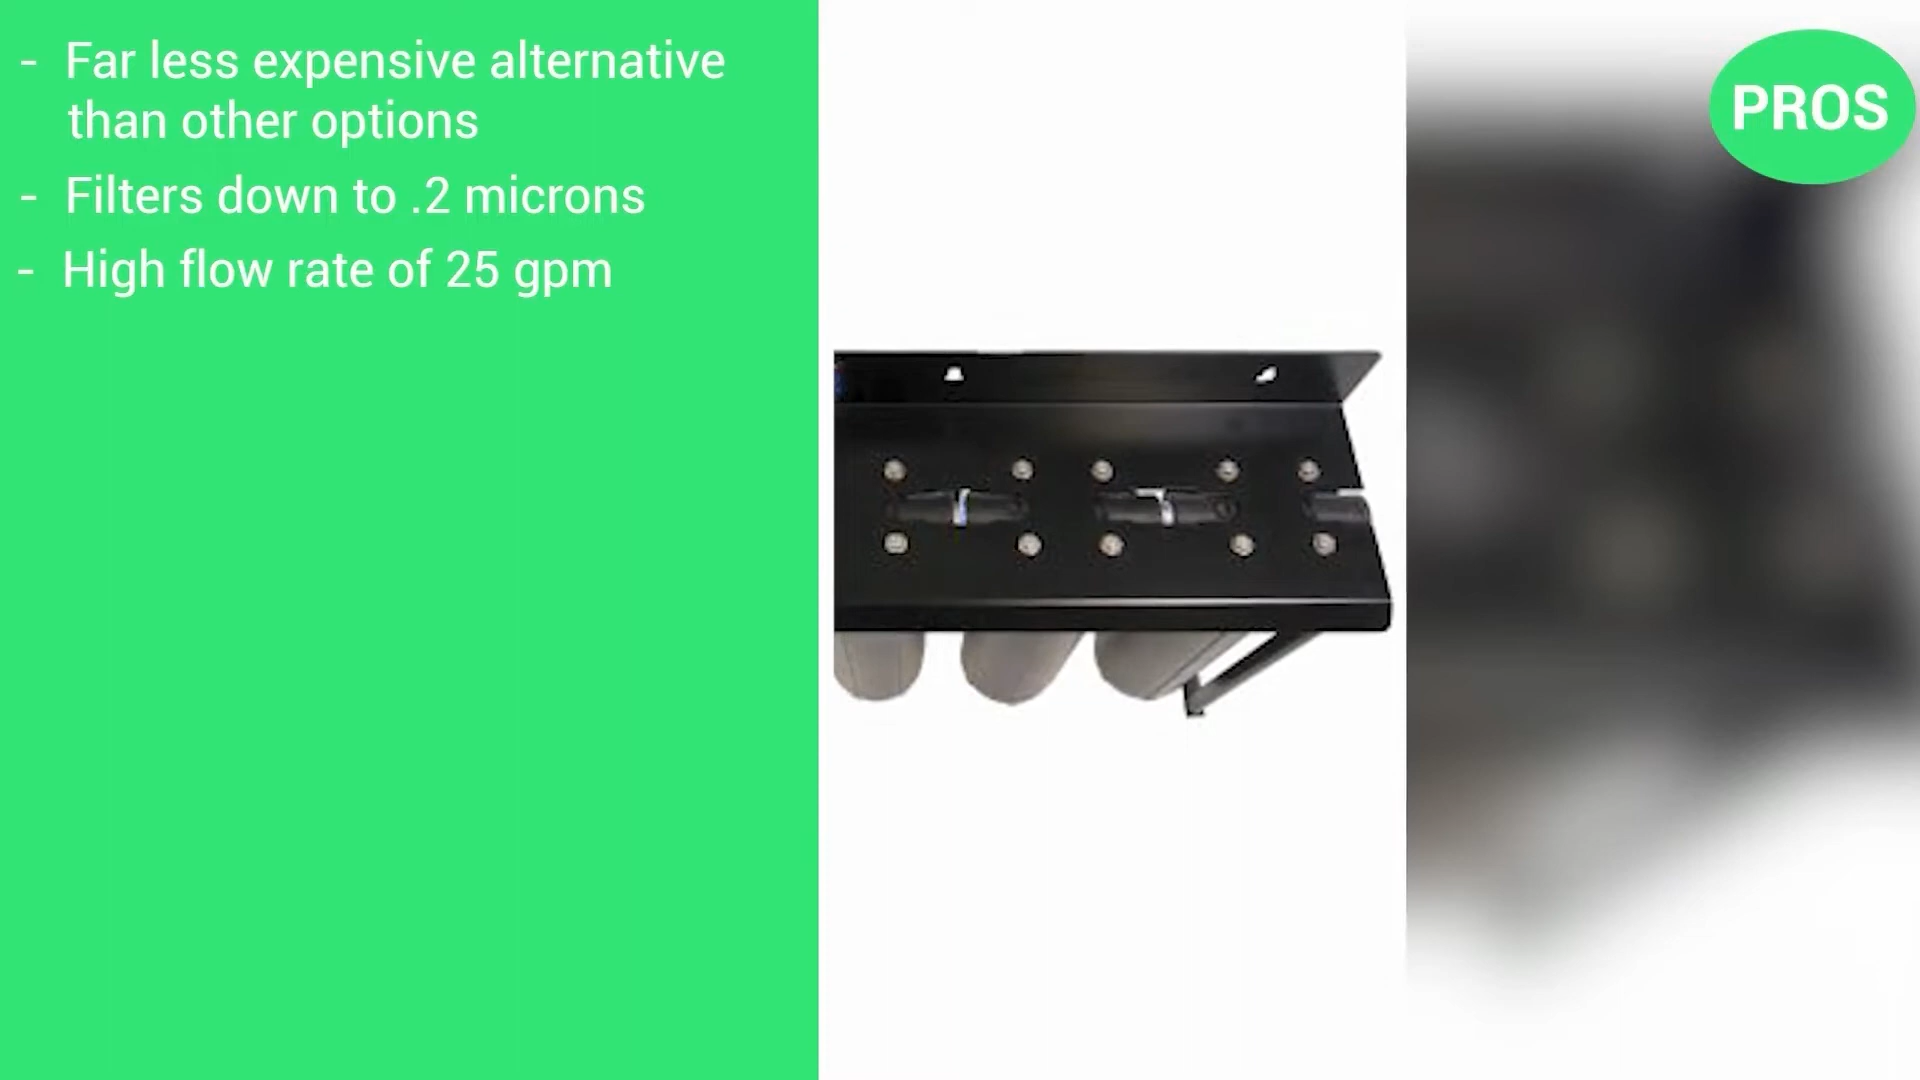 - Far less expensive alternative
than other options
- Filters down to .2 microns
- High flow rate of 25 gpm
PROS